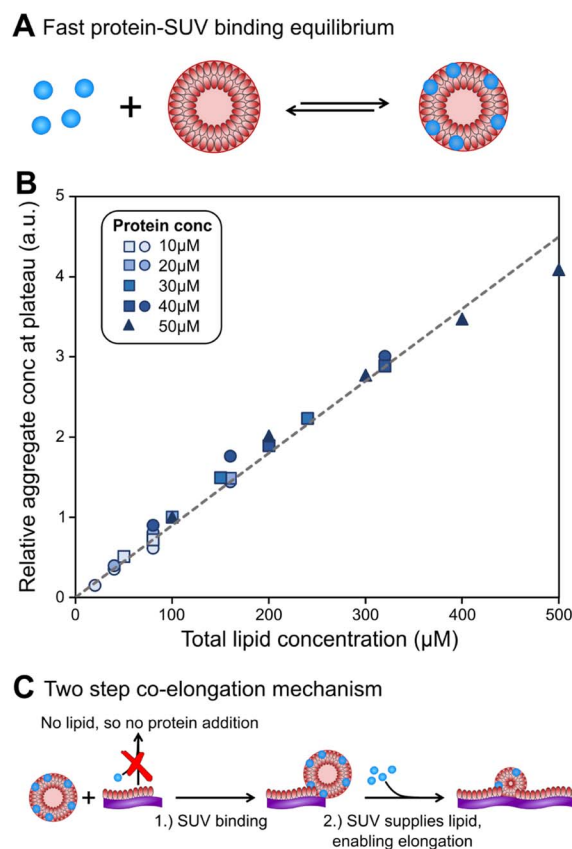 A Fast protein-SUV binding equilibrium
+
B
Relative aggregate conc at plateau (a.u.)
5
4
3
2
1
0
Protein conc
10µM
20µM
30µM
40µM
50µM
0 100 200 300 400 500
Total lipid concentration (µM)
C Two step co-elongation mechanism
No lipid, so no protein addition
+
1.) SUV binding
2.) SUV supplies lipid,
enabling elongation